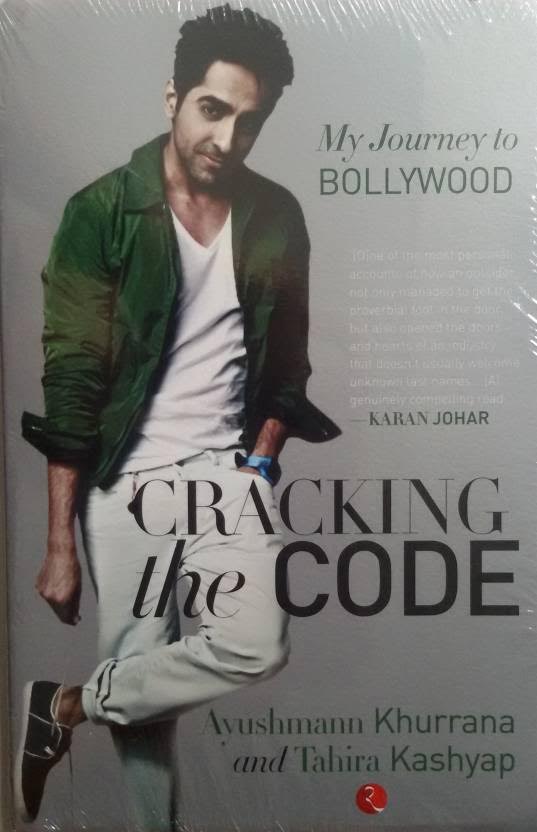 My Journey to
BOLLYWOOD
[O]ne of the most personal
accounts of how an outsider
not only managed to get the
proverbial foot in the door,
but also opened the doors
and hearts of an industry
that doesn't usually welcome
unknown last names... [A]
genuinely compelling read
—KARAN JOHAR
CRACKING
the CODE
Ayushmann Khurrana
and Tahira Kashyap